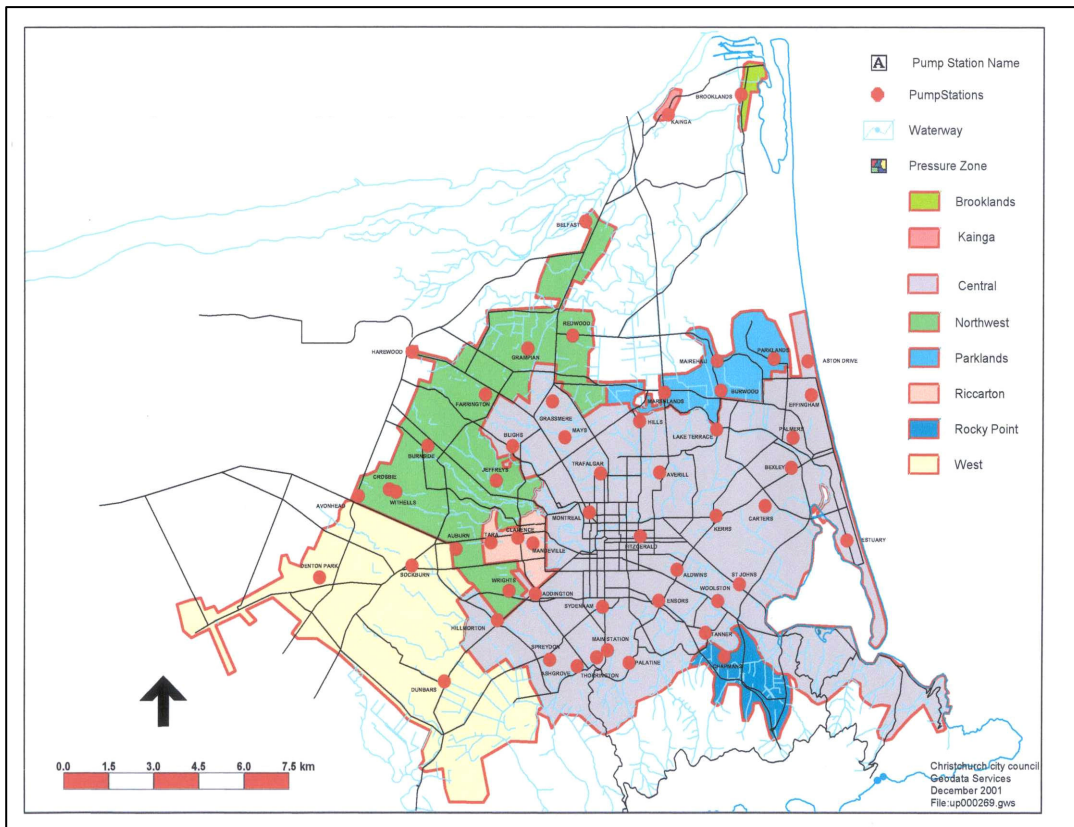 A Pump Station Name
PumpStations
Waterway
Pressure Zone
Brooklands
Kainga
Central
Northwest
Parklands
Riccarton
Rocky Point
West
BROOKLANDS
KAINGA
BELFAST
REDWOOD
GRAMPIAN
HAREWOOD
MAIREHAU
PARKLANDS
ASTON DRIVE
FARRINGTON
GRASSMERE
MARSHLANDS
BURWOOD
EFFINGHAM
HILLS
MAYS
LAKE TERRACE
PALMERS
BLIGHS
BURNSIDE
JEFFREYS
TRAFALGAR
AVERILL
BEXLEY
CROSBIE
WITHELLS
AVONHEAD
MONTREAL
KERRS
CARTERS
CLARENCE
TARA
AUBURN
FITZGERALD
ESTUARY
SOCKBURN
DENTON PARK
ALDWINS
ST JOHNS
WRIGHTS
ADDINGTON
WOOLSTON
SYDENHAM
ENSORS
HILLMORTON
TANNER
MAIN STATION
SPREYDON
ASHGROVE
THORRINGTON
PALATINE
CHAPMANS
DUNBARS
0.0 1.5 3.0 4.5 6.0 7.5 km
Christchurch city council
Geodata Services
December 2001
File:up000269.gws